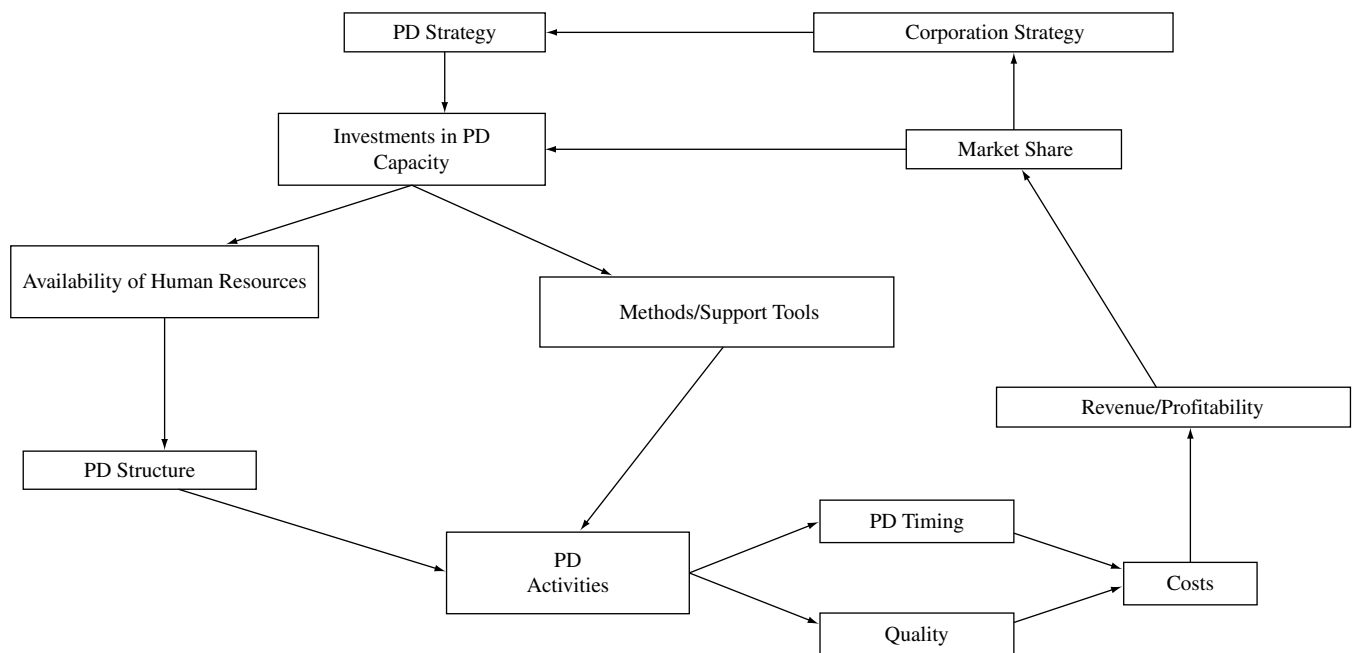 PD Strategy
Corporation Strategy
Investments in PD
Capacity
Market Share
Availability of Human Resources
Methods/Support Tools
Revenue/Profitability
PD Structure
PD Timing
PD
Activities
Costs
Quality